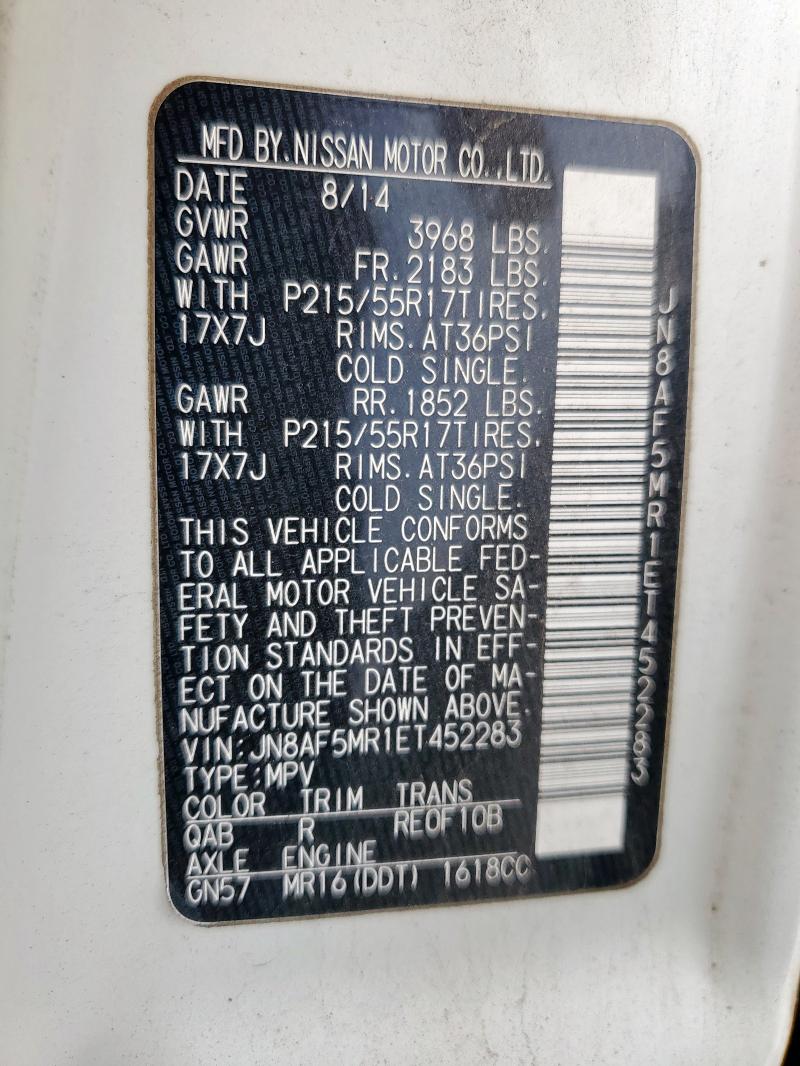 MFD BY.NISSAN MOTOR CO.,LTD.
DATE 8/14
GVWR 3968 LBS.
GAWR FR.2183 LBS.
WITH P215/55R17TIRES.
17X7J RIMS.AT36PSI
COLD SINGLE.
GAWR RR.1852 LBS.
WITH P215/55R17TIRES.
17X7J RIMS.AT36PSI
COLD SINGLE.
THIS VEHICLE CONFORMS
TO ALL APPLICABLE FED-
ERAL MOTOR VEHICLE SA-
FETY AND THEFT PREVEN-
TION STANDARDS IN EFF-
ECT ON THE DATE OF MA-
NUFACTURE SHOWN ABOVE.
VIN:JN8AF5MR1ET452283
TYPE:MPV
COLOR TRIM TRANS
QAB R REOF10B
AXLE ENGINE
GN57 MR16(DDT) 1618CC
JN8AF5MR1ET452283